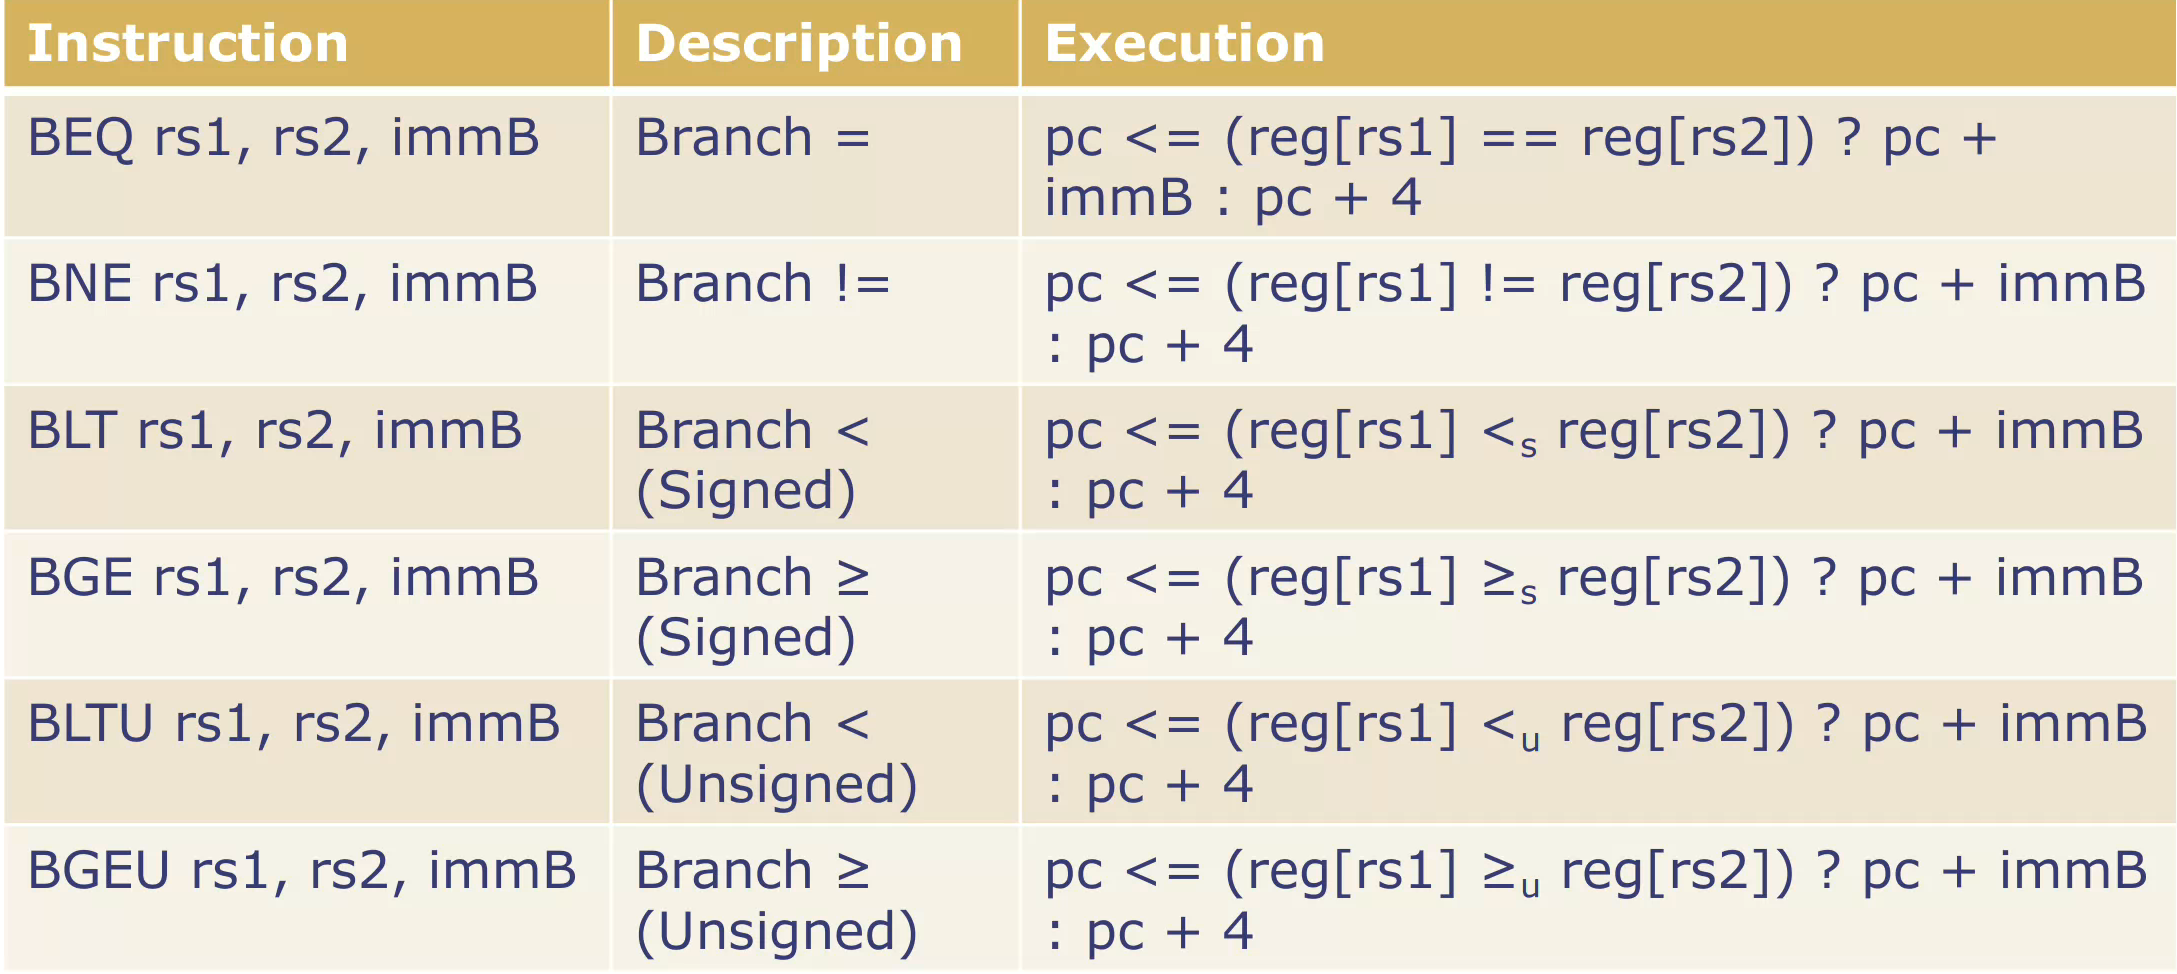 Instruction Description Execution
BEQ rs1, rs2, immB Branch = pc <= (reg[rs1] == reg[rs2]) ? pc +
immB : pc + 4
BNE rs1, rs2, immB Branch != pc <= (reg[rs1] != reg[rs2]) ? pc + immB
: pc + 4
BLT rs1, rs2, immB Branch < pc <= (reg[rs1] <s reg[rs2]) ? pc + immB
(Signed) : pc + 4
BGE rs1, rs2, immB Branch ≥ pc <= (reg[rs1] ≥s reg[rs2]) ? pc + immB
(Signed) : pc + 4
BLTU rs1, rs2, immB Branch < pc <= (reg[rs1] <u reg[rs2]) ? pc + immB
(Unsigned) : pc + 4
BGEU rs1, rs2, immB Branch ≥ pc <= (reg[rs1] ≥u reg[rs2]) ? pc + immB
(Unsigned) : pc + 4